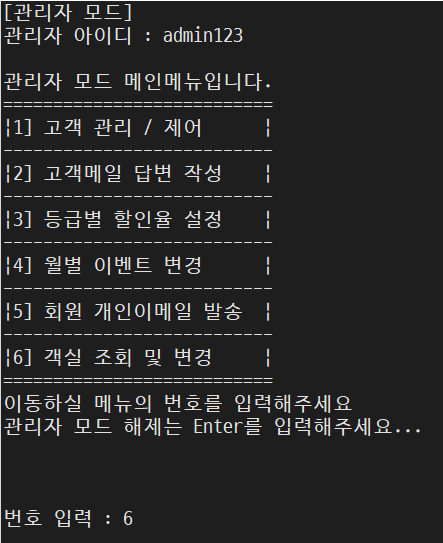 [관리자 모드]
관리자 아이디 : admin123
관리자 모드 메인메뉴입니다.
===========================
¦1] 고객 관리 / 제어      ¦
---------------------------
¦2] 고객메일 답변 작성    ¦
---------------------------
¦3] 등급별 할인율 설정    ¦
---------------------------
¦4] 월별 이벤트 변경      ¦
---------------------------
¦5] 회원 개인이메일 발송  ¦
---------------------------
¦6] 객실 조회 및 변경     ¦
===========================
이동하실 메뉴의 번호를 입력해주세요
관리자 모드 해제는 Enter를 입력해주세요...
번호 입력 : 6